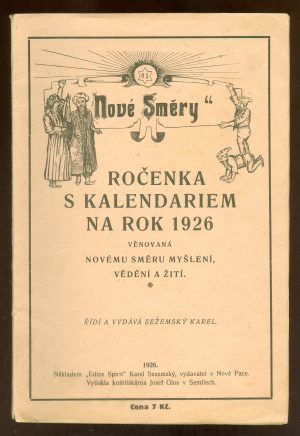 „Nové Směry"
ROČENKA
S KALENDARIEM
NA ROK 1926
VĚNOVANÁ
NOVÉMU SMĚRU MYŠLENÍ,
VĚDĚNÍ A ŽITÍ.
*
ŘÍDÍ A VYDÁVÁ SEŽEMSKÝ KAREL.
1926.
Nákladem „Edice Spirit" Karel Sezemský, vydavatel v Nové Pace.
Vytiskla knihtiskárna Josef Glos v Semilech.
Cena 7 Kč.